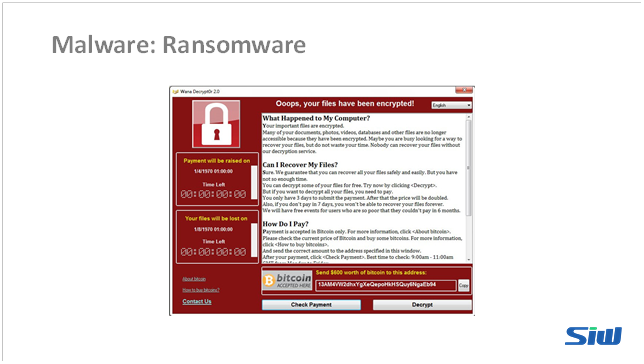 Malware: Ransomware
Wana Decrypt0r 2.0
Ooops, your files have been encrypted!
English
What Happened to My Computer?
Your important files are encrypted.
Many of your documents, photos, videos, databases and other files are no longer
accessible because they have been encrypted. Maybe you are busy looking for a way to
recover your files, but do not waste your time. Nobody can recover your files without
our decryption service.
Can I Recover My Files?
Sure. We guarantee that you can recover all your files safely and easily. But you have
not so enough time.
You can decrypt some of your files for free. Try now by clicking <Decrypt>.
But if you want to decrypt all your files, you need to pay.
You only have 3 days to submit the payment. After that the price will be doubled.
Also, if you don't pay in 7 days, you won't be able to recover your files forever.
We will have free events for users who are so poor that they couldn't pay in 6 months.
How Do I Pay?
Payment is accepted in Bitcoin only. For more information, click <About bitcoin>.
Please check the current price of Bitcoin and buy some bitcoins. For more information,
click <How to buy bitcoins>.
And send the correct amount to the address specified in this window.
After your payment, click <Check Payment>. Best time to check: 9:00am - 11:00am
GMT from Monday to Friday.
Payment will be raised on
1/4/1970 01:00:00
Time Left
00:00:00:00
Your files will be lost on
1/8/1970 01:00:00
Time Left
00:00:00:00
About bitcoin
How to buy bitcoins?
Contact Us
bitcoin
ACCEPTED HERE
Send $600 worth of bitcoin to this address:
13AM4VW2dhxYgXeQepoHkHSQuy6NgaEb94
Copy
Check Payment
Decrypt
SiW